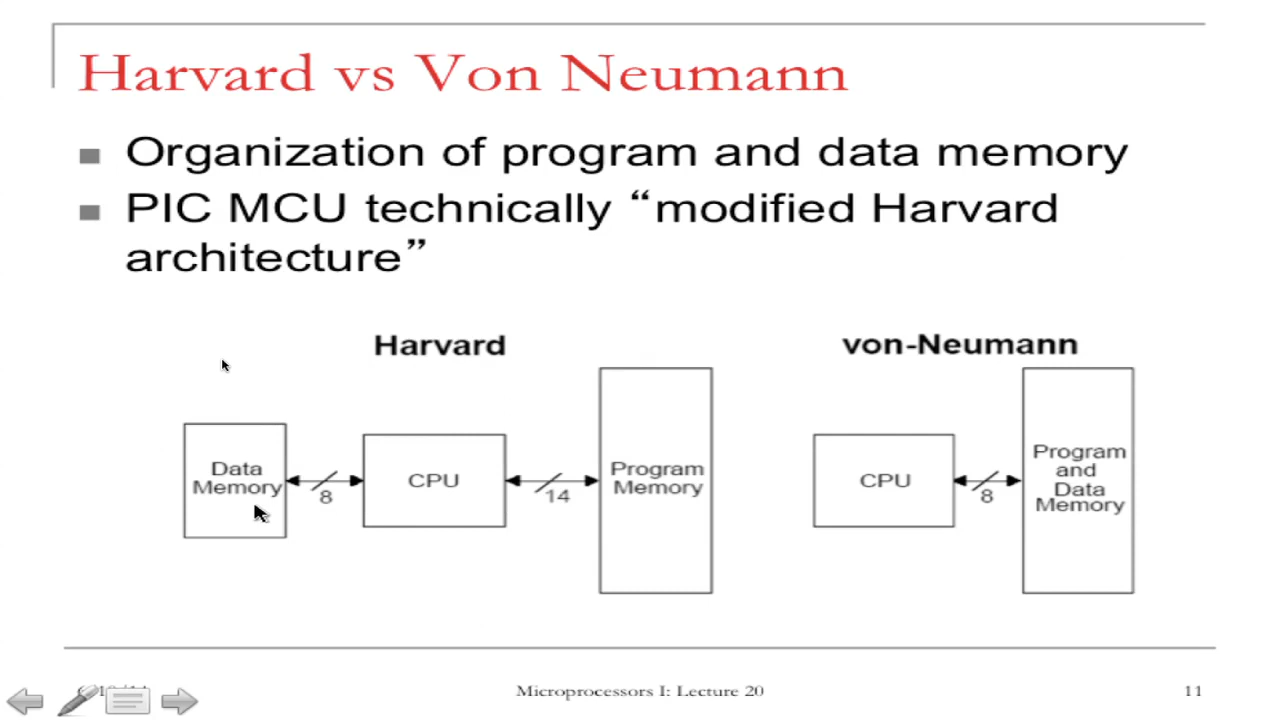 Harvard vs Von Neumann
Organization of program and data memory
PIC MCU technically “modified Harvard
architecture”
Harvard
von-Neumann
Data
Memory
8
CPU
14
Program
Memory
CPU
8
Program
and
Data
Memory
Microprocessors I: Lecture 20
11